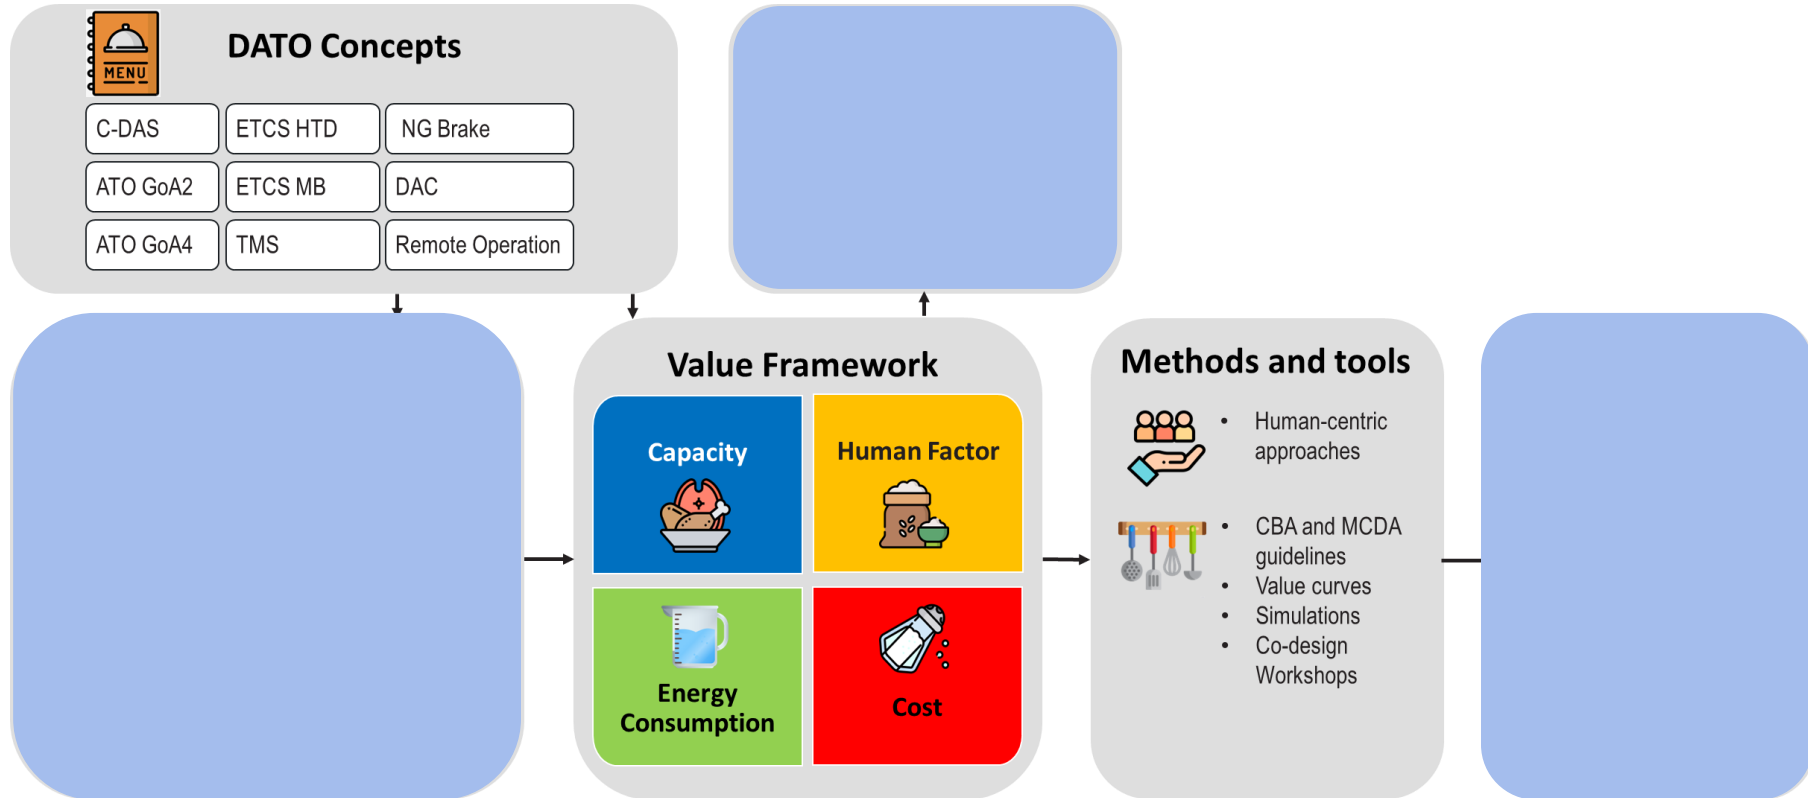 DATO Concepts
MENU
C-DAS
ETCS HTD
NG Brake
ATO GoA2
ETCS MB
DAC
ATO GoA4
TMS
Remote Operation
Value Framework
Capacity
Human Factor
Energy
Consumption
Cost
Methods and tools
• Human-centric
approaches
• CBA and MCDA
guidelines
• Value curves
• Simulations
• Co-design
Workshops